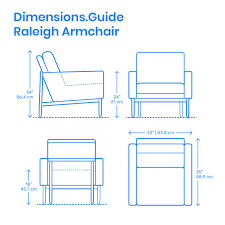 Dimensions.Guide
Raleigh Armchair
34"
86.4 cm
24"
61 cm
33" | 83.8 cm
18"
45.7 cm
35"
88.9 cm